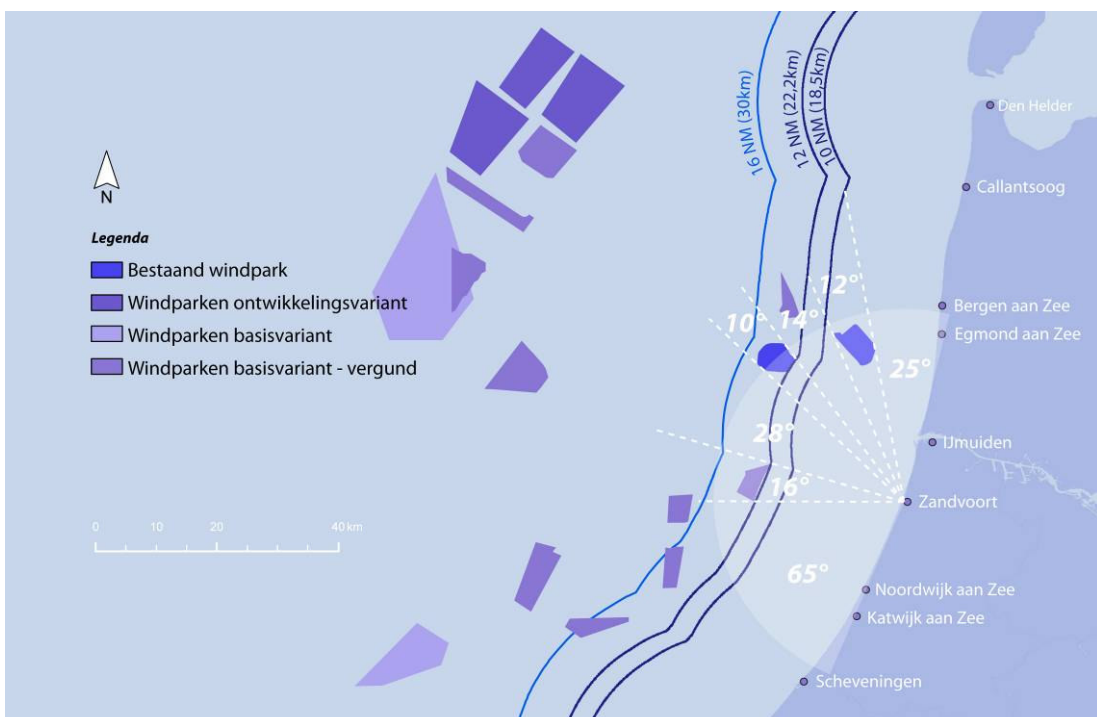 16 NM (30km)
12 NM (22,2km)
10 NM (18,5km)
Den Helder
Callantsoog
N
Legenda
Bestaand windpark
Windparken ontwikkelingsvariant
Windparken basisvariant
Windparken basisvariant - vergund
12°
10°
14°
Bergen aan Zee
Egmond aan Zee
25°
28°
IJmuiden
16°
Zandvoort
0 10 20 40 km
65°
Noordwijk aan Zee
Katwijk aan Zee
Scheveningen